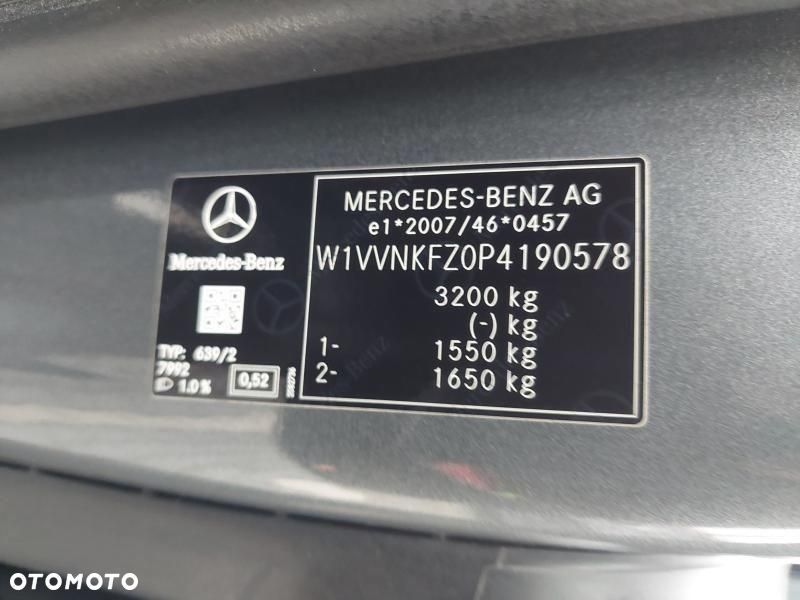 MERCEDES-BENZ AG
e1*2007/46*0457
W1VVNKFZ0P4190578
3200 kg
(-) kg
1- 1550 kg
2- 1650 kg
Mercedes-Benz
TYP: 639/2
7992
1.0%
0,52
OTOMOTO